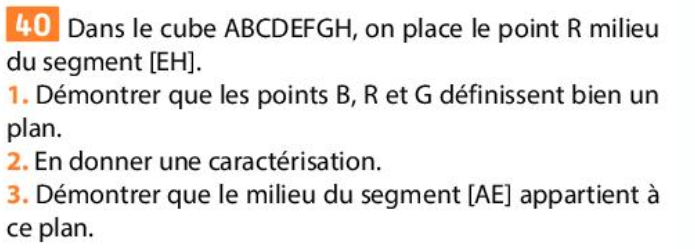 40 Dans le cube ABCDEFGH, on place le point R milieu
du segment [EH].
1. Démontrer que les points B, R et G définissent bien un
plan.
2. En donner une caractérisation.
3. Démontrer que le milieu du segment [AE] appartient à
ce plan.